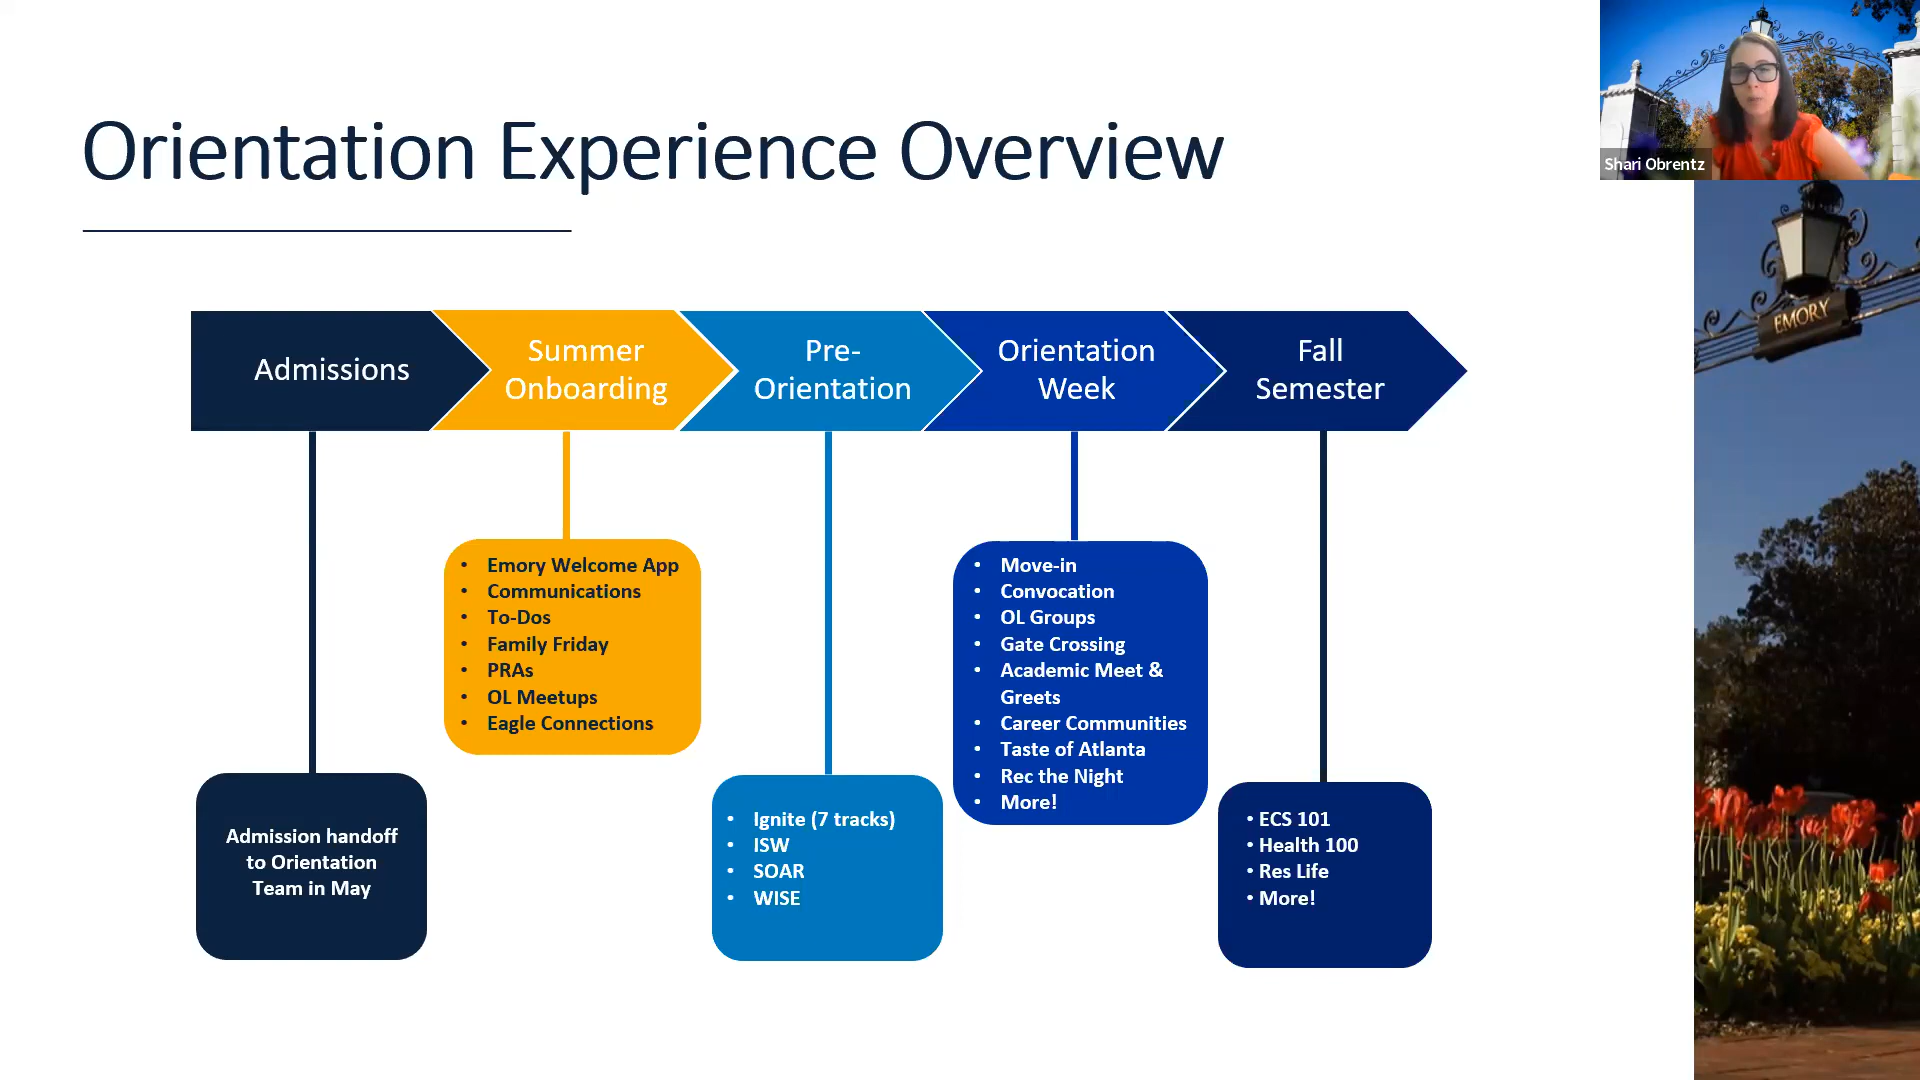 Orientation Experience Overview
Shari Obrentz
EMORY
Admissions
Summer
Onboarding
Pre-
Orientation
Orientation
Week
Fall
Semester
Admission handoff
to Orientation
Team in May
• Emory Welcome App
• Communications
• To-Dos
• Family Friday
• PRAs
• OL Meetups
• Eagle Connections
• Ignite (7 tracks)
• ISW
• SOAR
• WISE
• Move-in
• Convocation
• OL Groups
• Gate Crossing
• Academic Meet &
Greets
• Career Communities
• Taste of Atlanta
• Rec the Night
• More!
• ECS 101
• Health 100
• Res Life
• More!